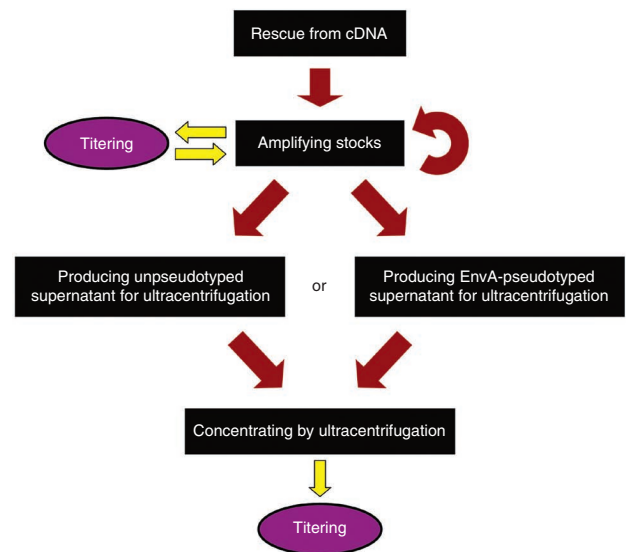 Rescue from cDNA
Titering
Amplifying stocks
Producing unpseudotyped
supernatant for ultracentrifugation
or
Producing EnvA-pseudotyped
supernatant for ultracentrifugation
Concentrating by ultracentrifugation
Titering